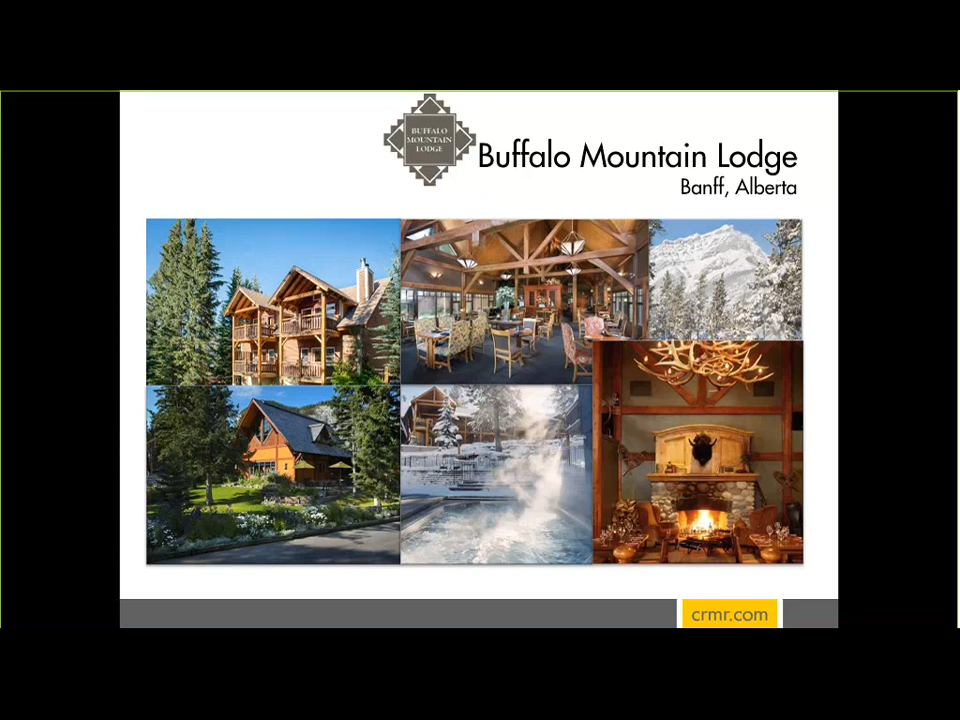 BUFFALO
MOUNTAIN
LODGE
Buffalo Mountain Lodge
Banff, Alberta
crmr.com